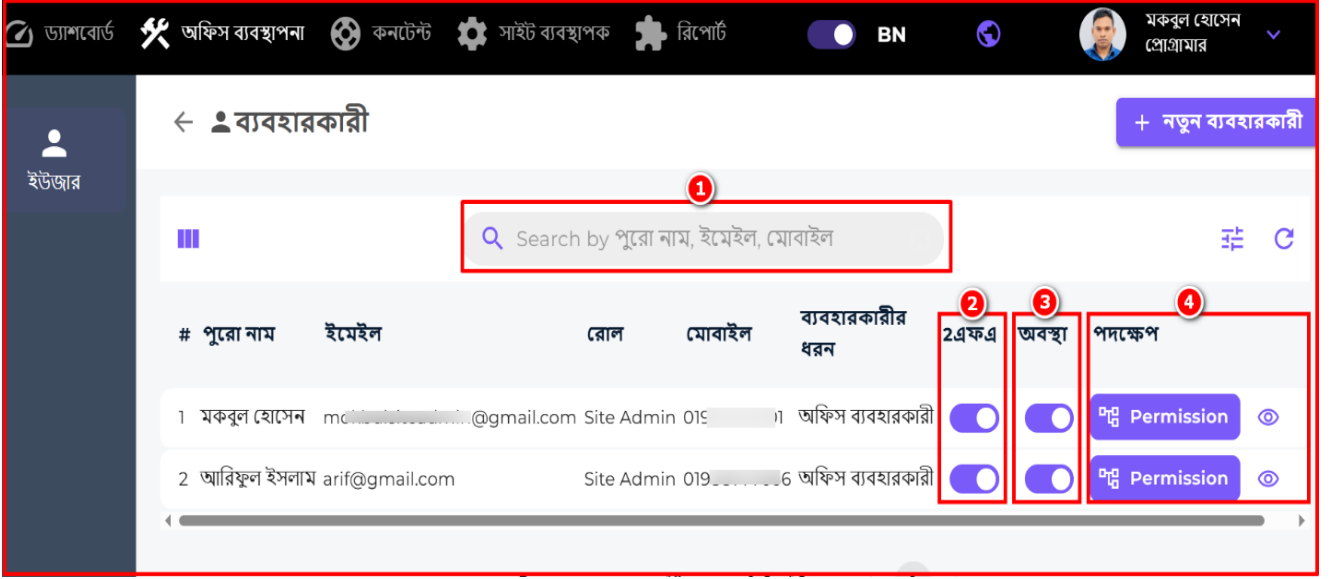 ড্যাশবোর্ড অফিস ব্যবস্থাপনা কনটেন্ট সাইট ব্যবস্থাপক রিপোর্ট BN মকবুল হোসেন
প্রোগ্রামার
ব্যবহারকারী + নতুন ব্যবহারকারী
ইউজার
1
Search by পুরো নাম, ইমেইল, মোবাইল
2 3 4
# পুরো নাম ইমেইল রোল মোবাইল ব্যবহারকারীর ধরন 2এফএ অবস্থা পদক্ষেপ
1 মকবুল হোসেন @gmail.com Site Admin অফিস ব্যবহারকারী Permission
2 আরিফুল ইসলাম arif@gmail.com Site Admin অফিস ব্যবহারকারী Permission